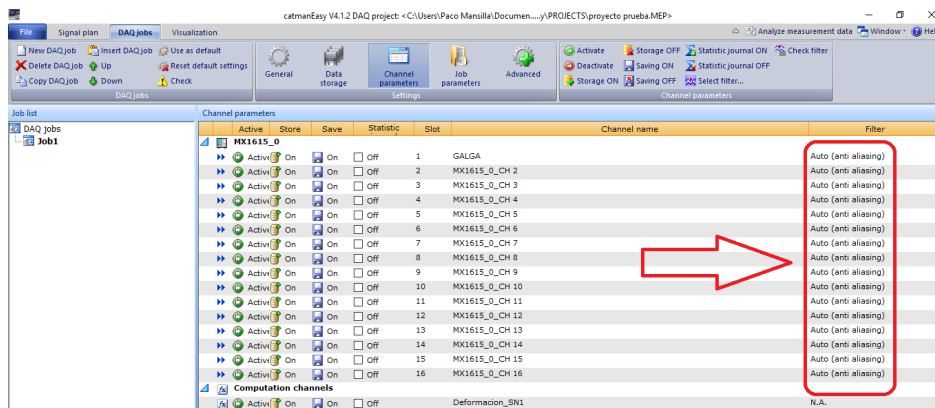 catmanEasy V4.1.2 DAQ project: <C:\Users\Paco Mansilla\Documen.....y\PROJECTS\proyecto prueba.MEP>
File Signal plan DAQ jobs Visualization Analyze measurement data Window Hel
New DAQ job Insert DAQ job Use as default
Delete DAQ job Up Reset default settings
Copy DAQ job Down Check
DAQ jobs
General Data storage Channel parameters Job parameters Advanced
Settings
Activate Storage OFF Statistic journal ON Check filter
Deactivate Saving ON Statistic journal OFF
Storage ON Saving OFF Select filter...
Channel parameters
Job list Channel parameters
DAQ jobs
Job1
Active Store Save Statistic Slot Channel name Filter
MX1615_0
Active On On Off 1 GALGA Auto (anti aliasing)
Active On On Off 2 MX1615_0_CH 2 Auto (anti aliasing)
Active On On Off 3 MX1615_0_CH 3 Auto (anti aliasing)
Active On On Off 4 MX1615_0_CH 4 Auto (anti aliasing)
Active On On Off 5 MX1615_0_CH 5 Auto (anti aliasing)
Active On On Off 6 MX1615_0_CH 6 Auto (anti aliasing)
Active On On Off 7 MX1615_0_CH 7 Auto (anti aliasing)
Active On On Off 8 MX1615_0_CH 8 Auto (anti aliasing)
Active On On Off 9 MX1615_0_CH 9 Auto (anti aliasing)
Active On On Off 10 MX1615_0_CH 10 Auto (anti aliasing)
Active On On Off 11 MX1615_0_CH 11 Auto (anti aliasing)
Active On On Off 12 MX1615_0_CH 12 Auto (anti aliasing)
Active On On Off 13 MX1615_0_CH 13 Auto (anti aliasing)
Active On On Off 14 MX1615_0_CH 14 Auto (anti aliasing)
Active On On Off 15 MX1615_0_CH 15 Auto (anti aliasing)
Active On On Off 16 MX1615_0_CH 16 Auto (anti aliasing)
fx Computation channels
fx Active On On Off Deformacion_SN1 N.A.